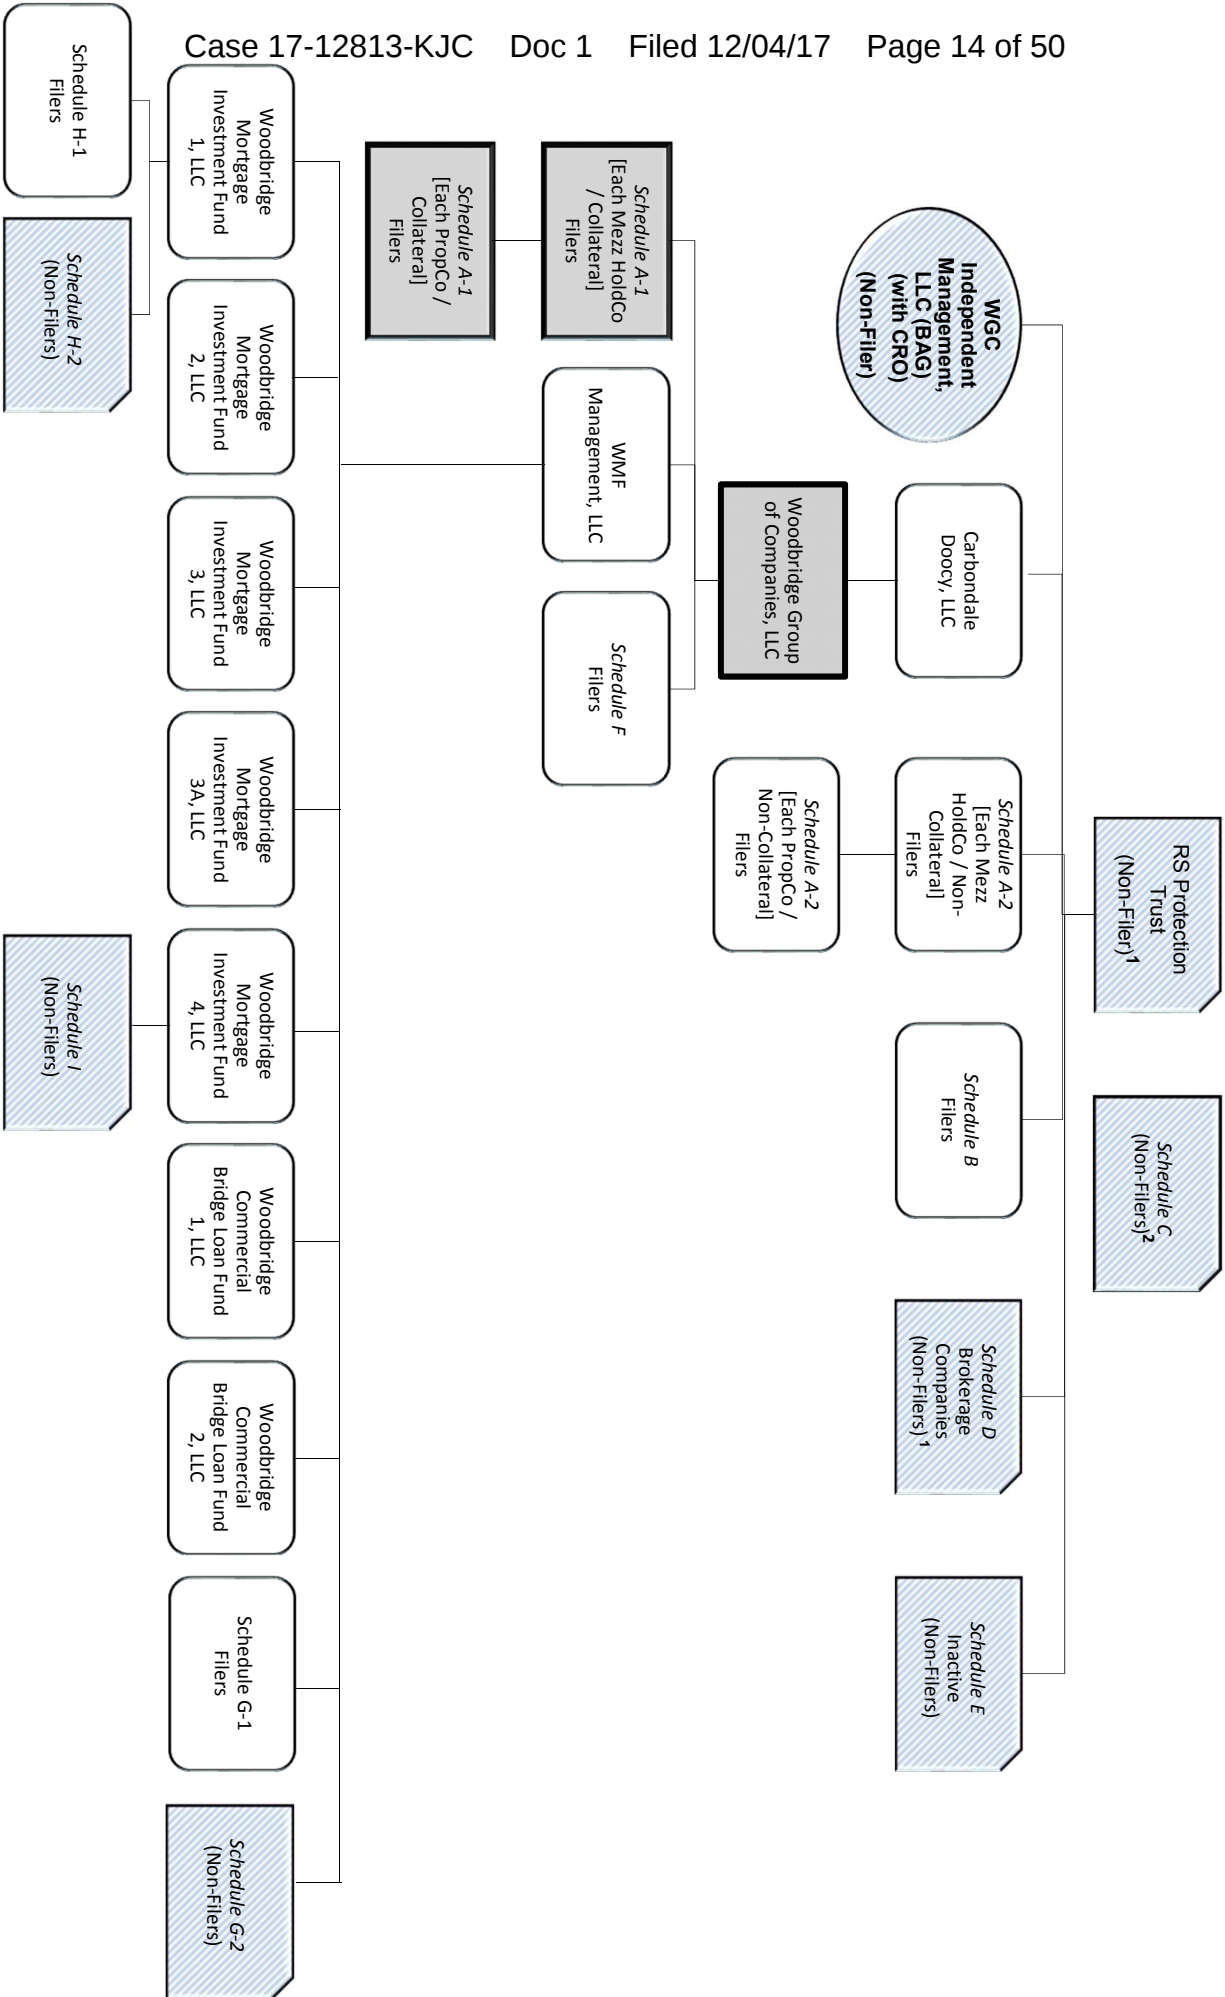 Case 17-12813-KJC Doc 1 Filed 12/04/17 Page 14 of 50
RS Protection
Trust
(Non-Filer)1
Schedule C
(Non-Filers)2
WGC
Independent
Management,
LLC (BAG)
(with CRO)
(Non-Filer)
Carbondale
Doocy, LLC
Schedule A-2
[Each Mezz
HoldCo / Non-
Collateral]
Filers
Schedule B
Filers
Schedule D
Brokerage
Companies
(Non-Filers)1
Schedule E
Inactive
(Non-Filers)
Woodbridge Group
of Companies, LLC
Schedule A-2
[Each PropCo /
Non-Collateral]
Filers
Schedule A-1
[Each Mezz HoldCo
/ Collateral]
Filers
WMF
Management, LLC
Schedule F
Filers
Schedule A-1
[Each PropCo /
Collateral]
Filers
Woodbridge
Mortgage
Investment Fund
1, LLC
Woodbridge
Mortgage
Investment Fund
2, LLC
Woodbridge
Mortgage
Investment Fund
3, LLC
Woodbridge
Mortgage
Investment Fund
3A, LLC
Woodbridge
Mortgage
Investment Fund
4, LLC
Woodbridge
Commercial
Bridge Loan Fund
1, LLC
Woodbridge
Commercial
Bridge Loan Fund
2, LLC
Schedule G-1
Filers
Schedule G-2
(Non-Filers)
Schedule H-1
Filers
Schedule H-2
(Non-Filers)
Schedule I
(Non-Filers)